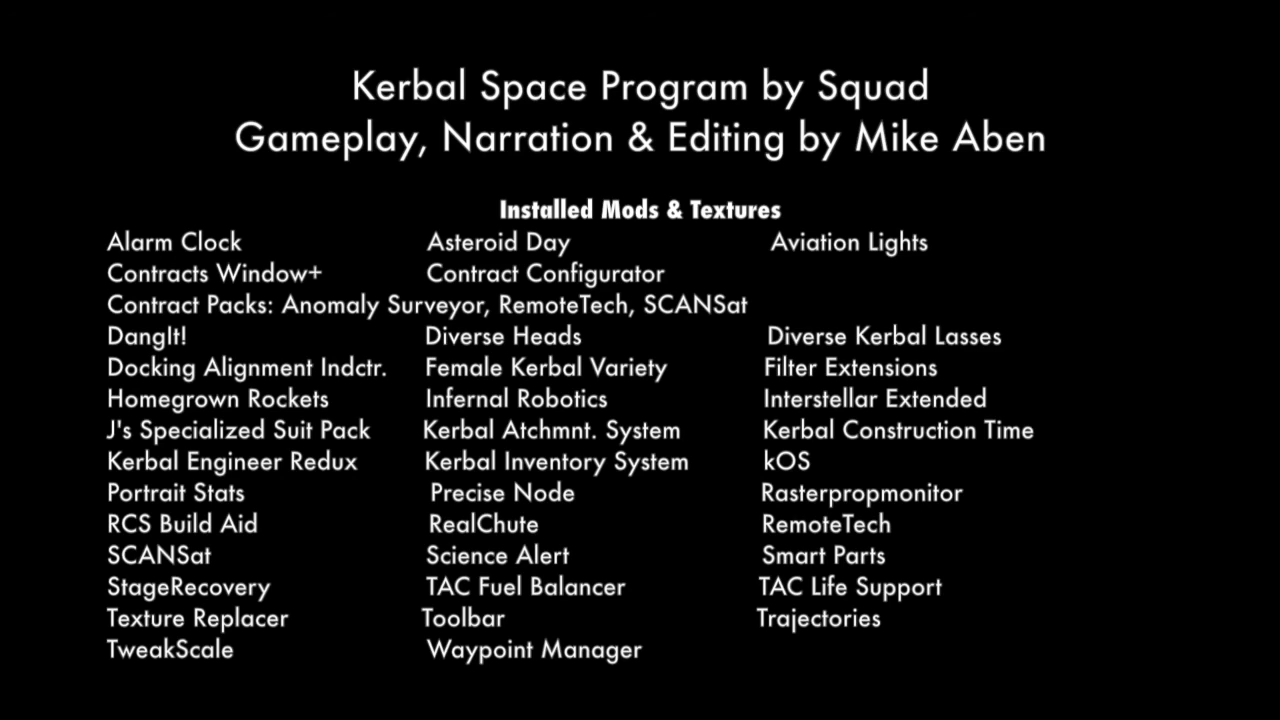 Kerbal Space Program by Squad
Gameplay, Narration & Editing by Mike Aben
Installed Mods & Textures
Alarm Clock Asteroid Day Aviation Lights
Contracts Window+ Contract Configurator
Contract Packs: Anomaly Surveyor, RemoteTech, SCANSat
DangIt! Diverse Heads Diverse Kerbal Lasses
Docking Alignment Indctr. Female Kerbal Variety Filter Extensions
Homegrown Rockets Infernal Robotics Interstellar Extended
J's Specialized Suit Pack Kerbal Atchmnt. System Kerbal Construction Time
Kerbal Engineer Redux Kerbal Inventory System kOS
Portrait Stats Precise Node Rasterpropmonitor
RCS Build Aid RealChute RemoteTech
SCANSat Science Alert Smart Parts
StageRecovery TAC Fuel Balancer TAC Life Support
Texture Replacer Toolbar Trajectories
TweakScale Waypoint Manager